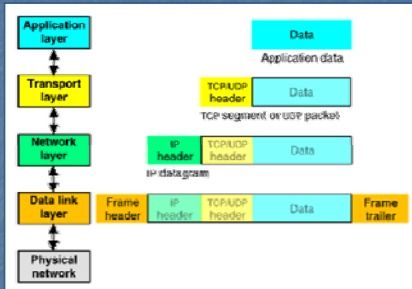 Application
layer
Data
Application data
Transport
layer
TCP/UDP
header
Data
TCP segment or UDP packet
Network
layer
IP
header
TCP/UDP
header
Data
IP datagram
Data link
layer
Frame
header
IP
header
TCP/UDP
header
Data
Frame
trailer
Physical
network